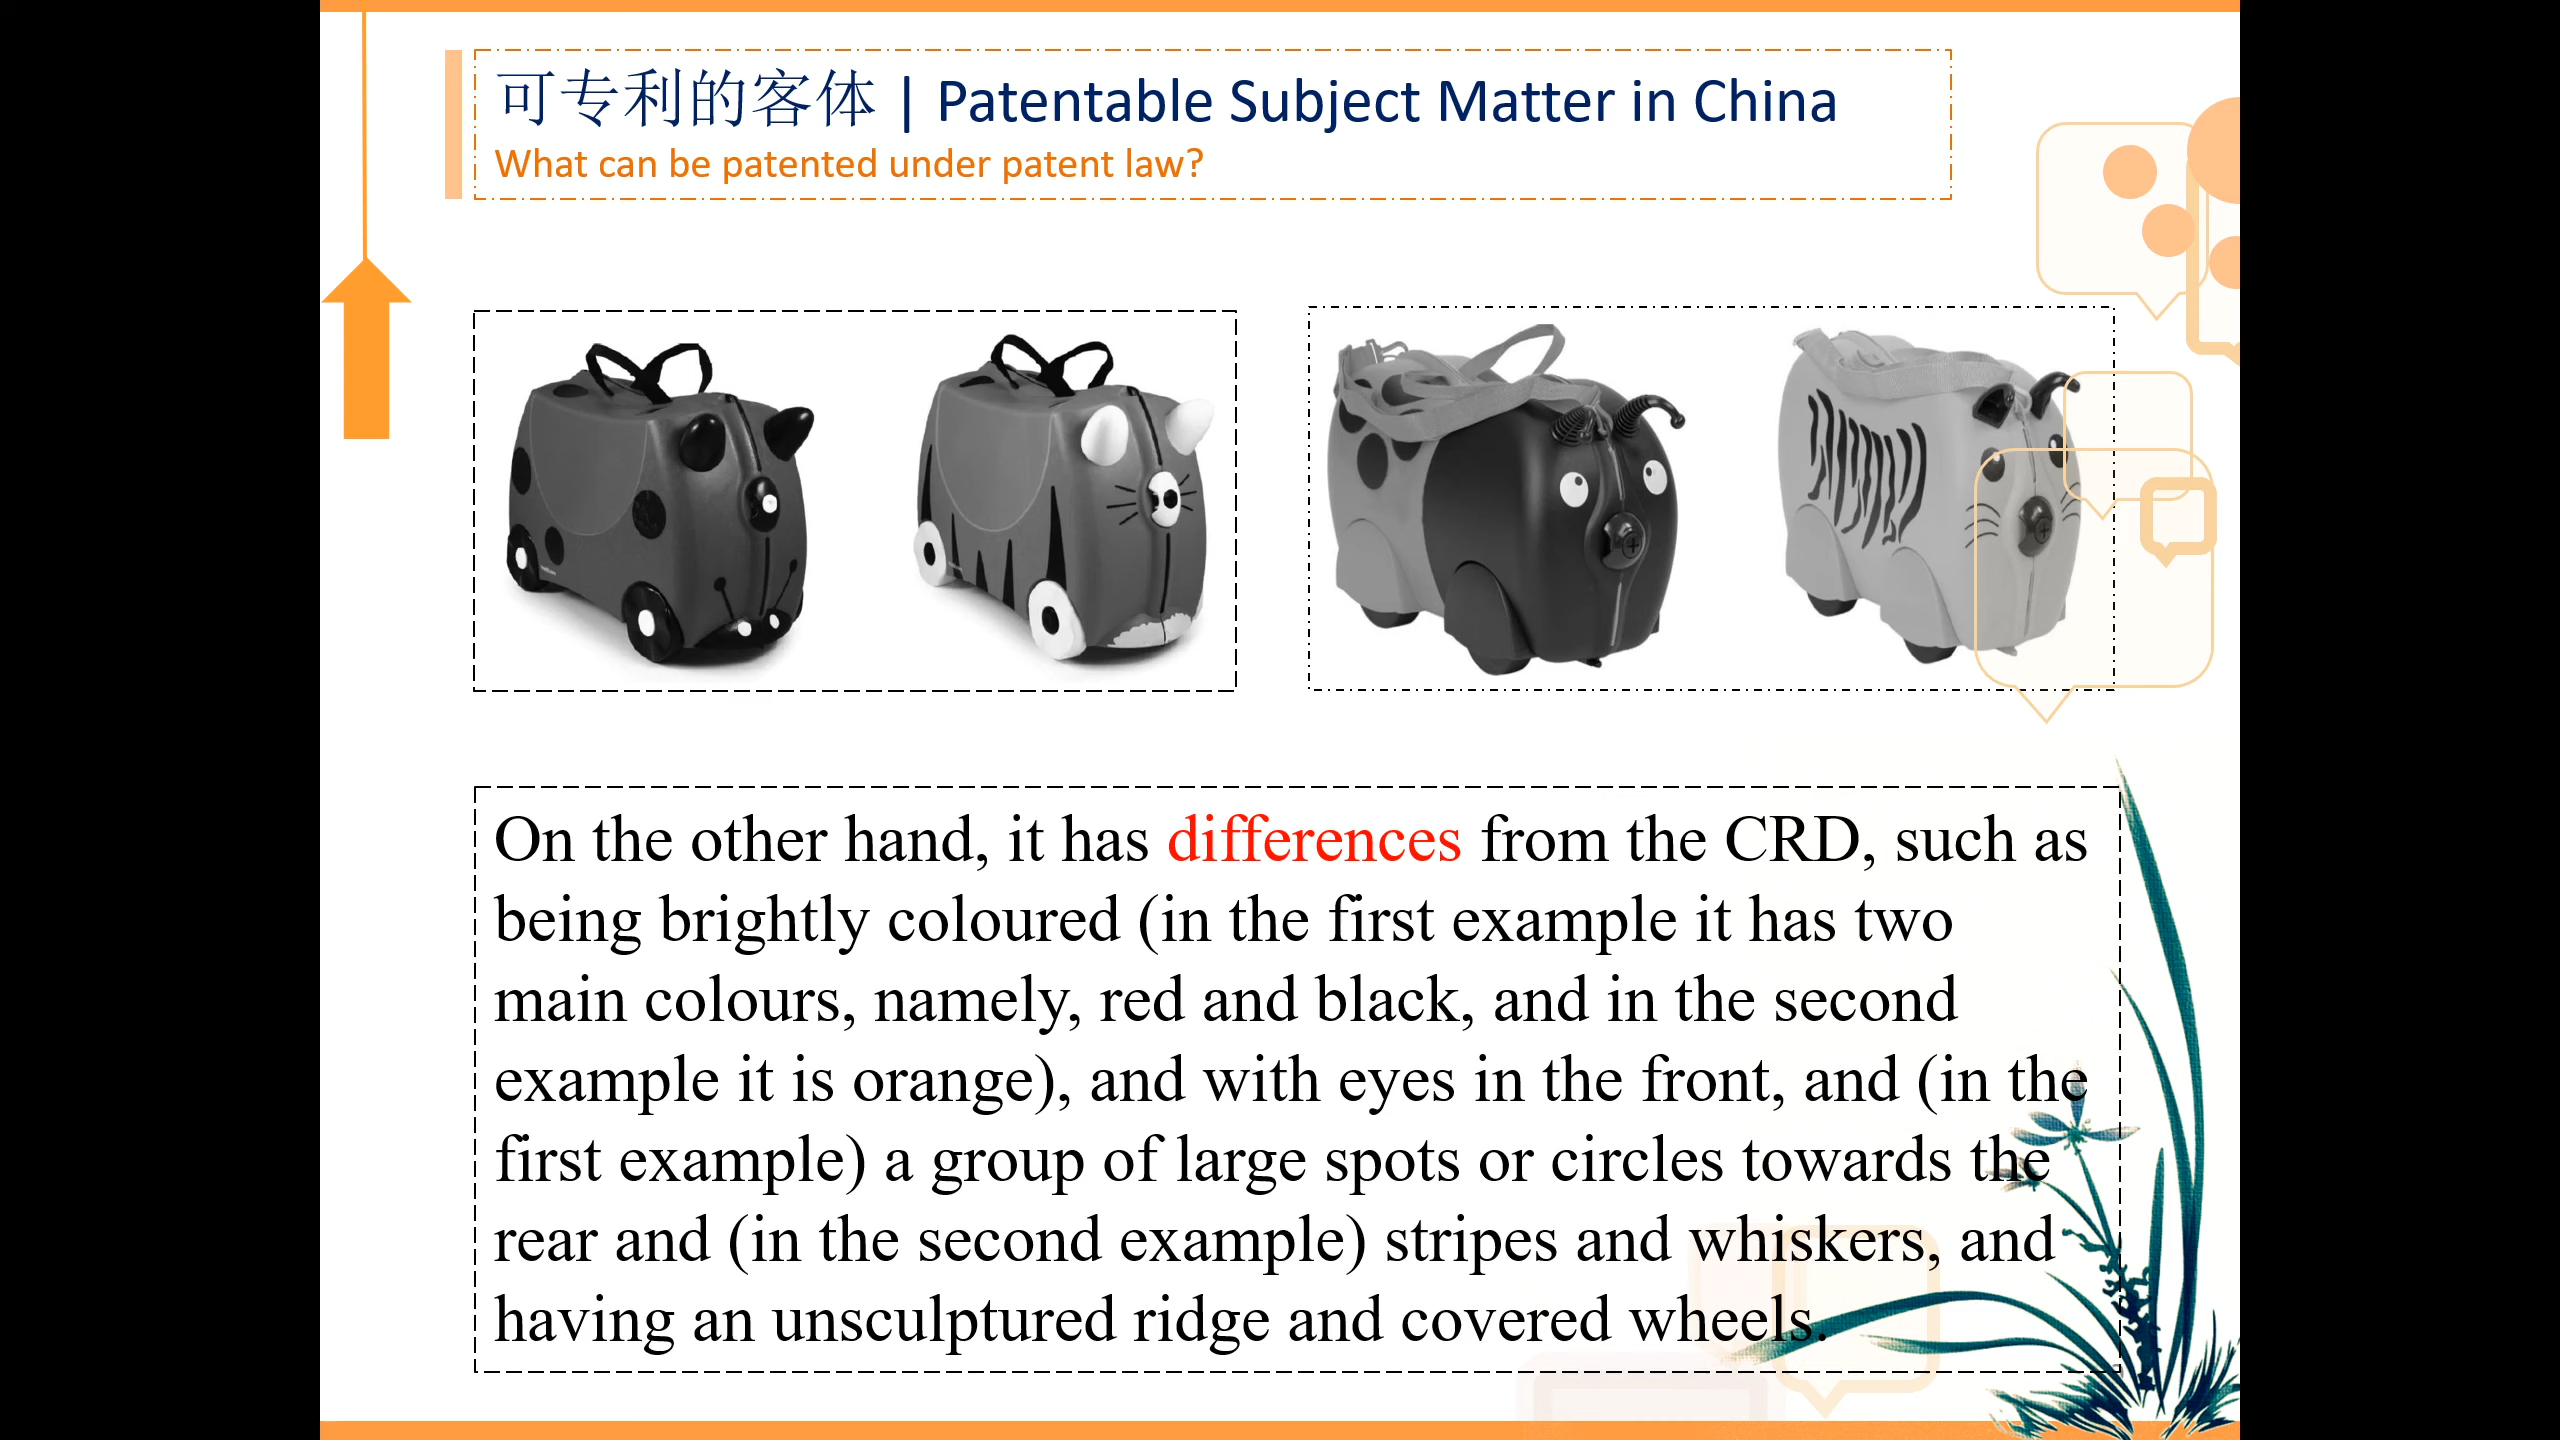 可专利的客体 | Patentable Subject Matter in China
What can be patented under patent law?
On the other hand, it has differences from the CRD, such as
being brightly coloured (in the first example it has two
main colours, namely, red and black, and in the second
example it is orange), and with eyes in the front, and (in the
first example) a group of large spots or circles towards the
rear and (in the second example) stripes and whiskers, and
having an unsculptured ridge and covered wheels.